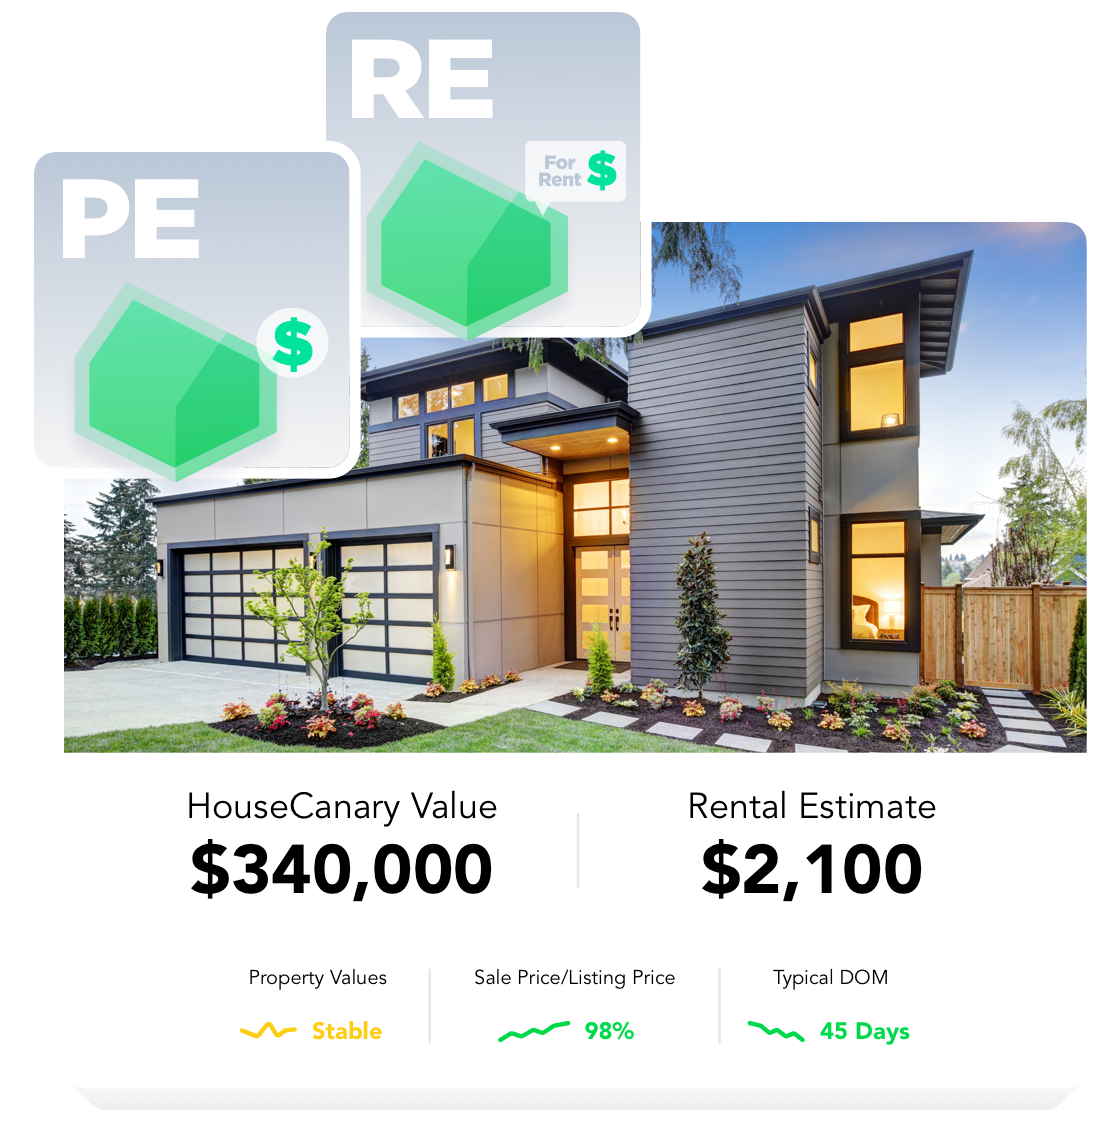 RE
For
Rent $
PE
$
HouseCanary Value
$340,000
Rental Estimate
$2,100
Property Values
Stable
Sale Price/Listing Price
98%
Typical DOM
45 Days